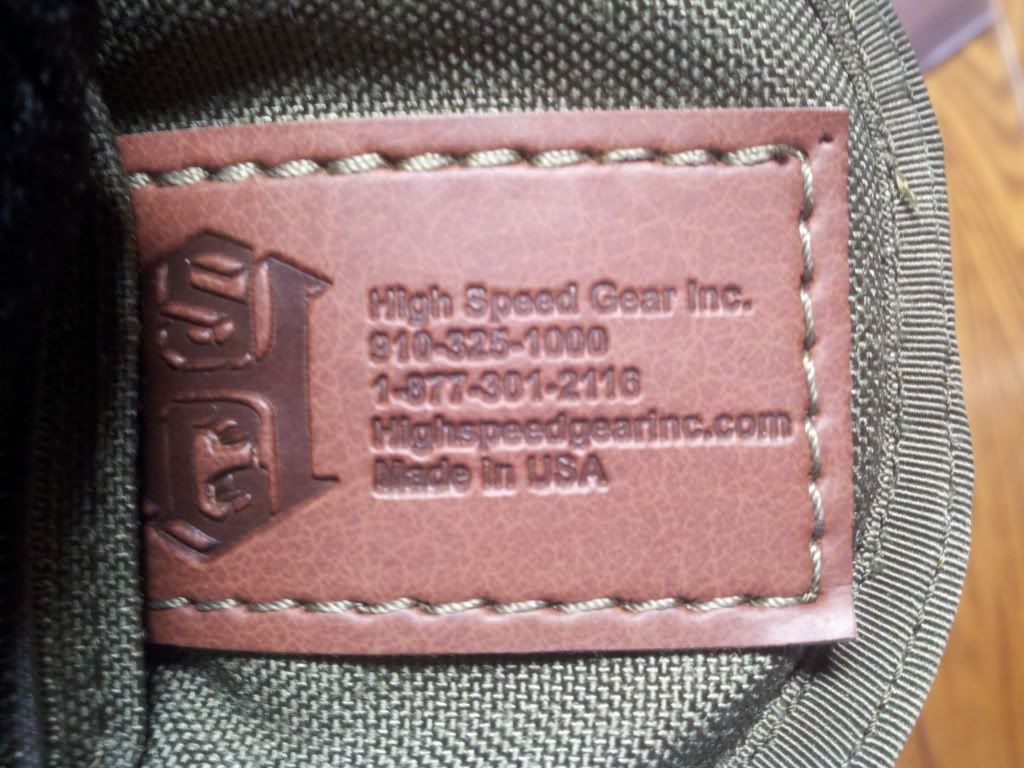 High Speed Gear Inc.
910-325-1000
1-877-301-2116
Highspeedgearinc.com
Made in USA